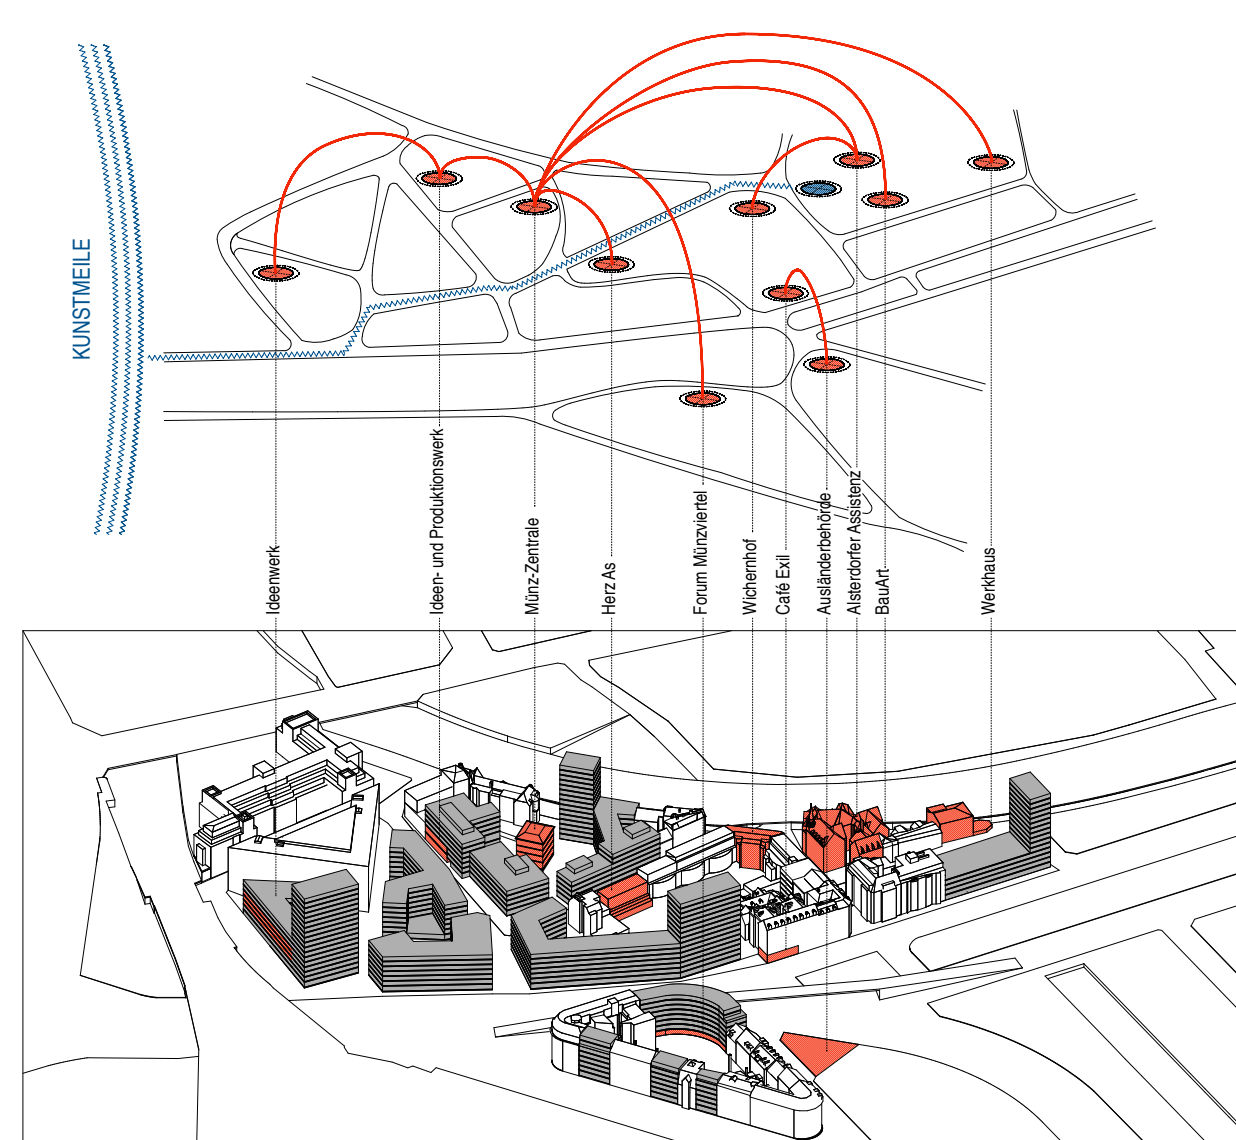 KUNSTMEILE
Ideenwerk
Ideen- und Produktionswerk
Münz-Zentrale
Herz As
Forum Münzviertel
Wichernhof
Café Exil
Ausländerbehörde
Alsterdorfer Assistenz
BauArt
Werkhaus